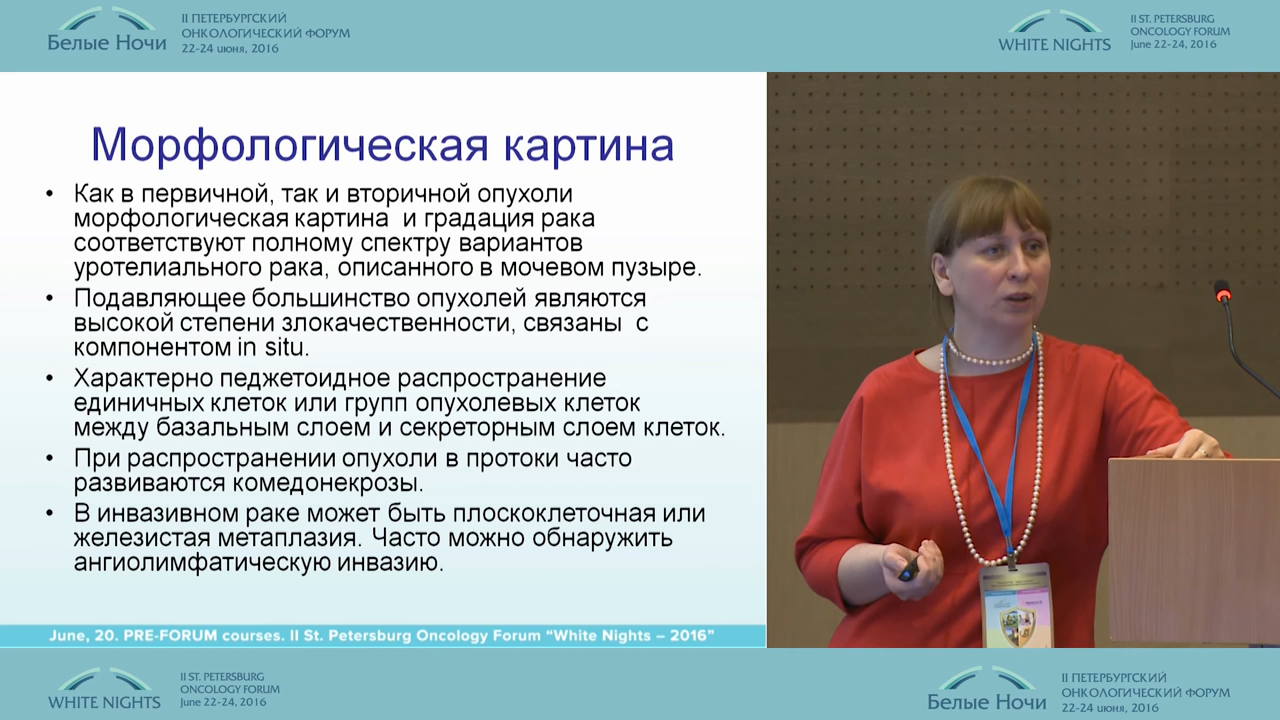 Белые Ночи
II ПЕТЕРБУРГСКИЙ
ОНКОЛОГИЧЕСКИЙ ФОРУМ
22-24 июня, 2016
WHITE NIGHTS
II ST. PETERSBURG
ONCOLOGY FORUM
June 22-24, 2016
Морфологическая картина
• Как в первичной, так и вторичной опухоли
морфологическая картина и градация рака
соответствуют полному спектру вариантов
уротелиального рака, описанного в мочевом пузыре.
• Подавляющее большинство опухолей являются
высокой степени злокачественности, связаны с
компонентом in situ.
• Характерно педжетоидное распространение
единичных клеток или групп опухолевых клеток
между базальным слоем и секреторным слоем клеток.
• При распространении опухоли в протоки часто
развиваются комедонекрозы.
• В инвазивном раке может быть плоскоклеточная или
железистая метаплазия. Часто можно обнаружить
ангиолимфатическую инвазию.
June, 20. PRE-FORUM courses. II St. Petersburg Oncology Forum “White Nights – 2016”
WHITE NIGHTS
II ST. PETERSBURG
ONCOLOGY FORUM
June 22-24, 2016
Белые Ночи
II ПЕТЕРБУРГСКИЙ
ОНКОЛОГИЧЕСКИЙ ФОРУМ
22-24 июня, 2016